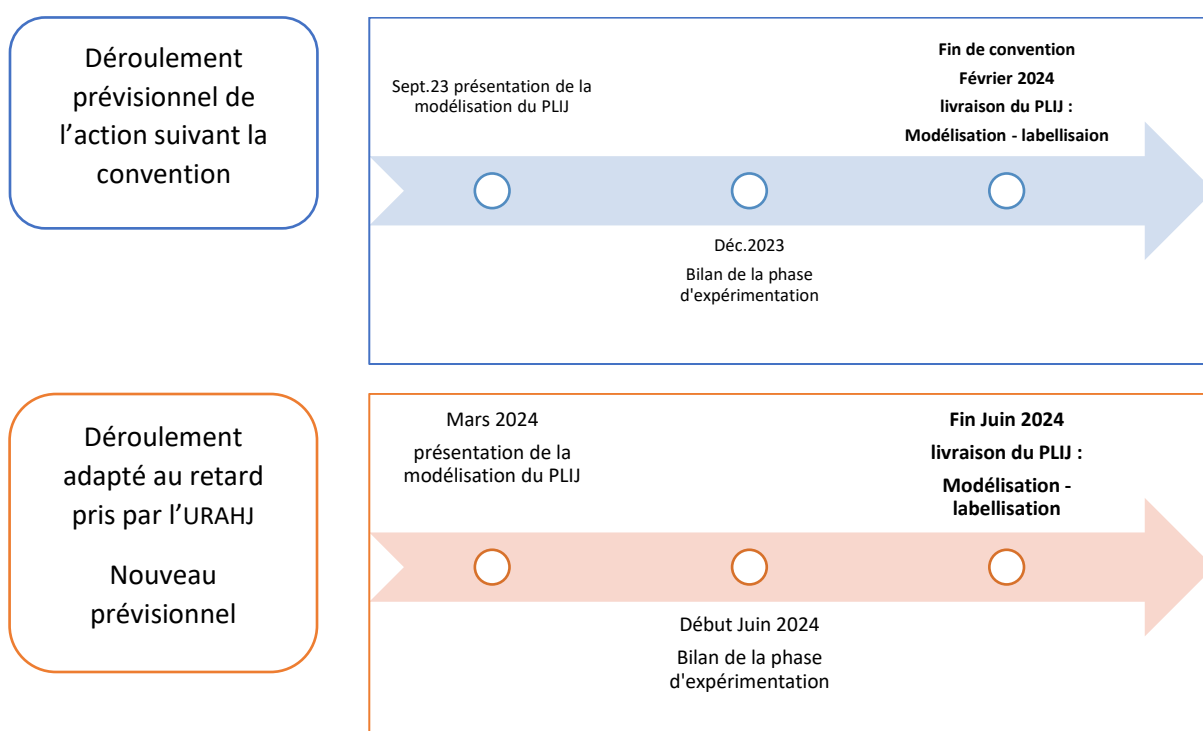 Déroulement
prévisionnel de
l’action suivant la
convention
Sept.23 présentation de la
modélisation du PLIJ
Déc.2023
Bilan de la phase
d'expérimentation
Fin de convention
Février 2024
livraison du PLIJ :
Modélisation - labellisaion
Déroulement
adapté au retard
pris par l’URAHJ
Nouveau
prévisionnel
Mars 2024
présentation de la
modélisation du PLIJ
Début Juin 2024
Bilan de la phase
d'expérimentation
Fin Juin 2024
livraison du PLIJ :
Modélisation -
labellisation